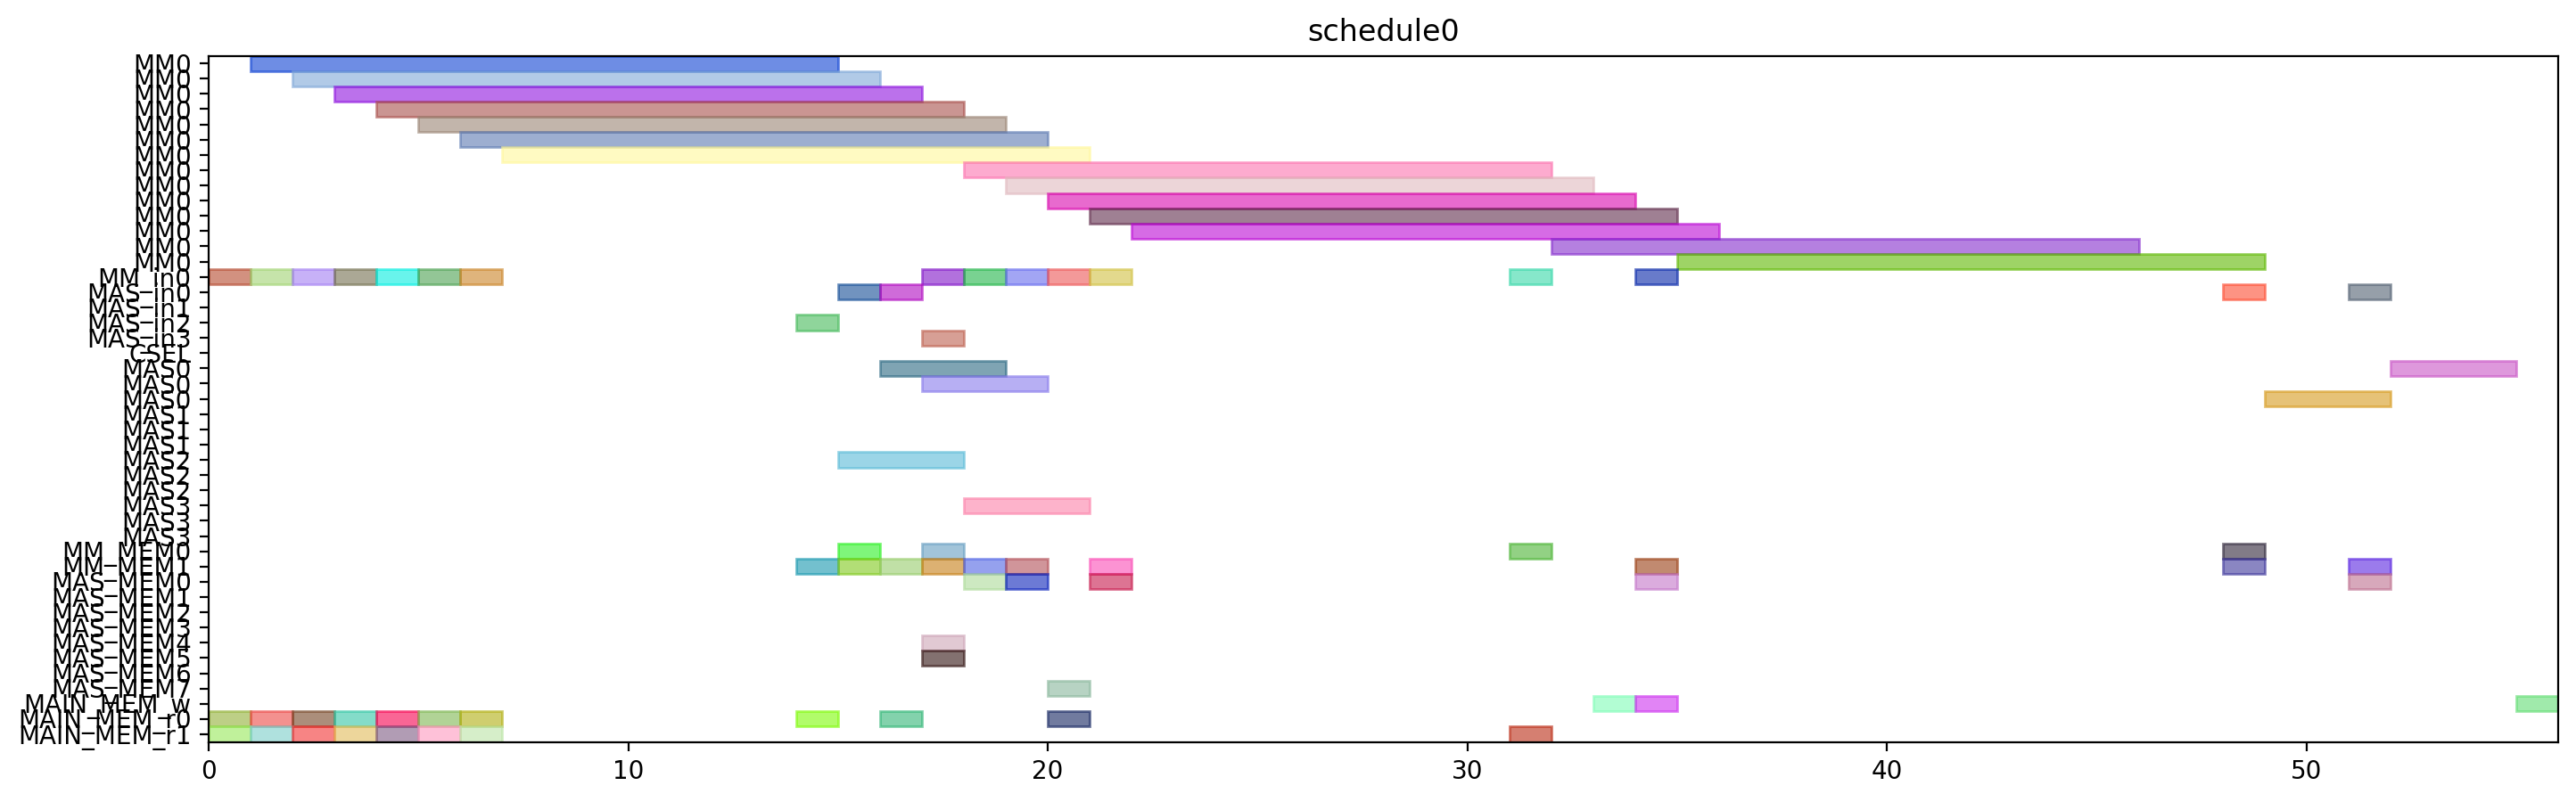 schedule0
MM0
MM0
MM0
MM0
MM0
MM0
MM0
MM0
MM0
MM0
MM0
MM0
MM0
MM0
MM_in0
MAS_in0
MAS_in1
MAS_in2
MAS_in3
CSEL
MAS0
MAS0
MAS0
MAS1
MAS1
MAS1
MAS2
MAS2
MAS2
MAS3
MAS3
MAS3
MM_MEM0
MM_MEM1
MAS_MEM0
MAS_MEM1
MAS_MEM2
MAS_MEM3
MAS_MEM4
MAS_MEM5
MAS_MEM6
MAS_MEM7
MAIN_MEM_w
MAIN_MEM_r0
MAIN_MEM_r1
0 10 20 30 40 50